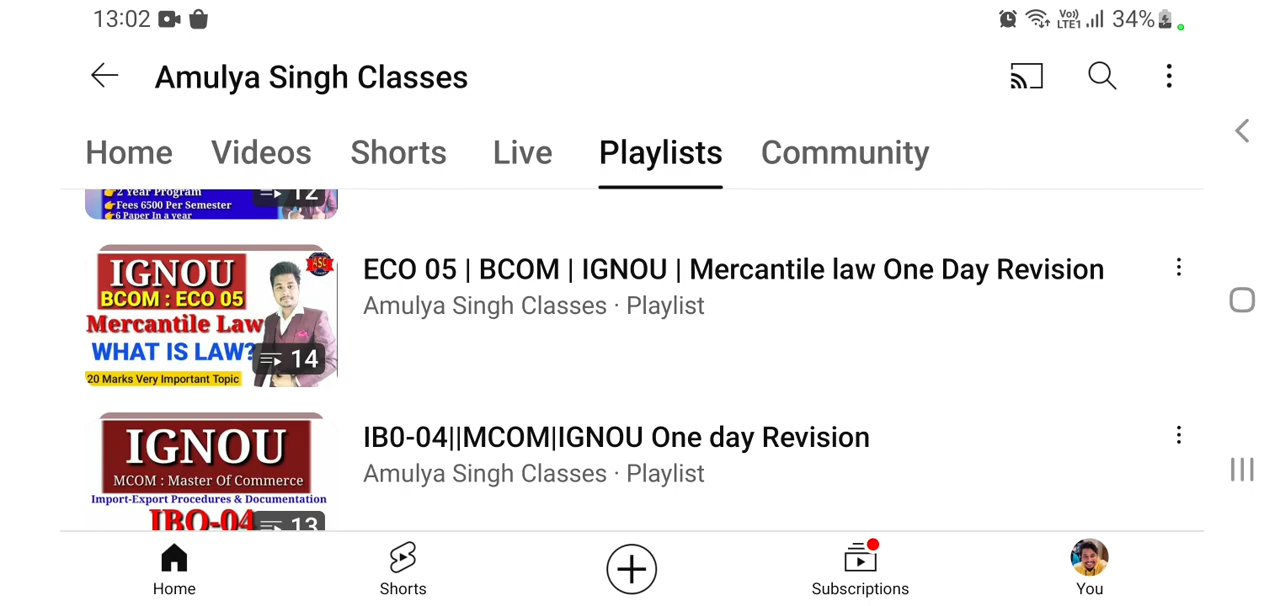 13:02
Vo)) LTE1 34%
Amulya Singh Classes
Home Videos Shorts Live Playlists Community
2 Year Program
12
Fees 6500 Per Semester
6 Paper In a year
IGNOU
ASC
BCOM : ECO 05
Mercantile Law
WHAT IS LAW?
14
20 Marks Very Important Topic
ECO 05 | BCOM | IGNOU | Mercantile law One Day Revision
Amulya Singh Classes · Playlist
IGNOU
MCOM : Master Of Commerce
Import-Export Procedures & Documentation
IBO-04
13
IB0-04||MCOM|IGNOU One day Revision
Amulya Singh Classes · Playlist
Home
Shorts
Subscriptions
You